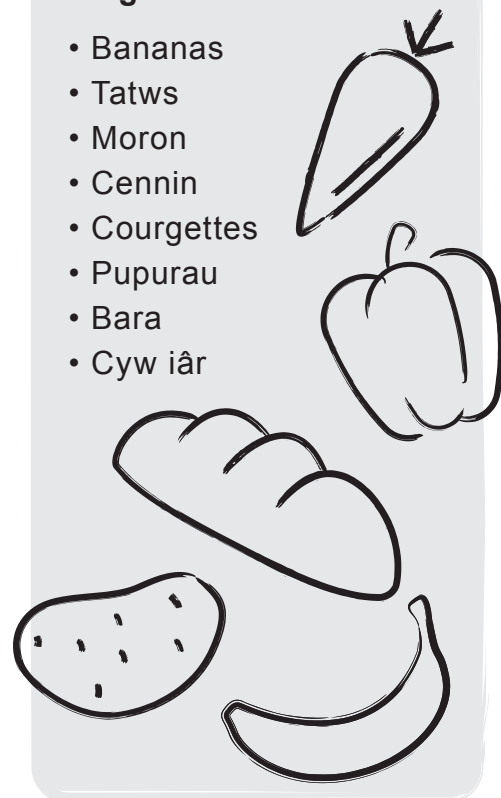 • Bananas
• Tatws
• Moron
• Cennin
• Courgettes
• Pupurau
• Bara
• Cyw iâr